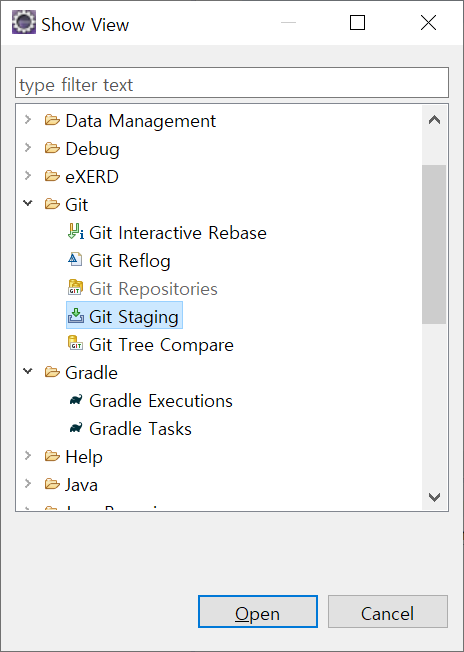 Show View
type filter text
Data Management
Debug
eXERD
Git
Git Interactive Rebase
Git Reflog
Git Repositories
Git Staging
Git Tree Compare
Gradle
Gradle Executions
Gradle Tasks
Help
Java
Open
Cancel